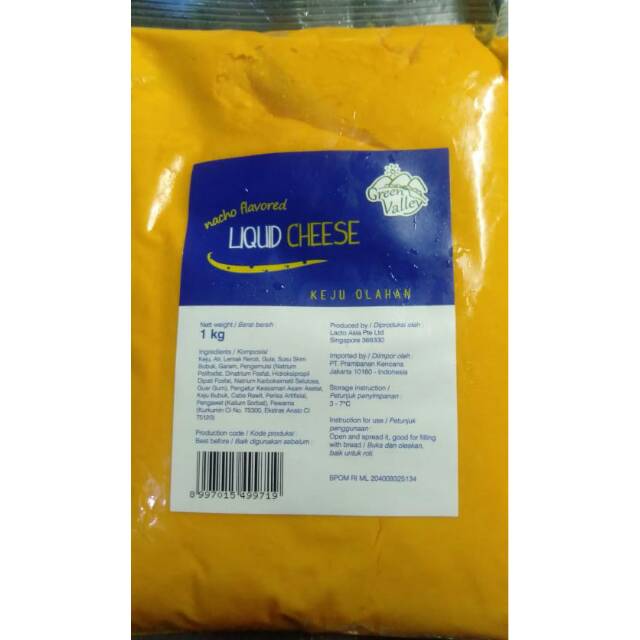 Green Valley
nacho flavored
LIQUID CHEESE
KEJU OLAHAN
Nett weight / Berat bersih
1 kg
Ingredients / Komposisi
Keju, Air, Lemak Nabati, Gula, Susu Skim
Bubuk, Garam, Pengemulsi (Natrium
Polifosfat, Dinatrium Fosfat, Hidroksipropil
Dipati Fosfat, Natrium Karboksimetil Selulosa,
Guar Gum), Pengatur Keasaman Asam Asetat,
Keju Bubuk, Cabe Rawit, Perisa Artifisial,
Pengawet (Kalium Sorbat), Pewarna
(Kurkumin CI No. 75300, Ekstrak Anato CI
75120)
Production code / Kode produksi :
Best before / Baik digunakan sebelum :
8 997015 499719
Produced by / Diproduksi oleh :
Lacto Asia Pte Ltd
Singapore 369330
Imported by / Diimpor oleh :
PT. Prambanan Kencana
Jakarta 10160 - Indonesia
Storage instruction /
Petunjuk penyimpanan :
3 - 7°C
Instruction for use / Petunjuk
penggunaan :
Open and spread it, good for filling
with bread / Buka dan oleskan,
baik untuk roti.
BPOM RI ML 204009325134